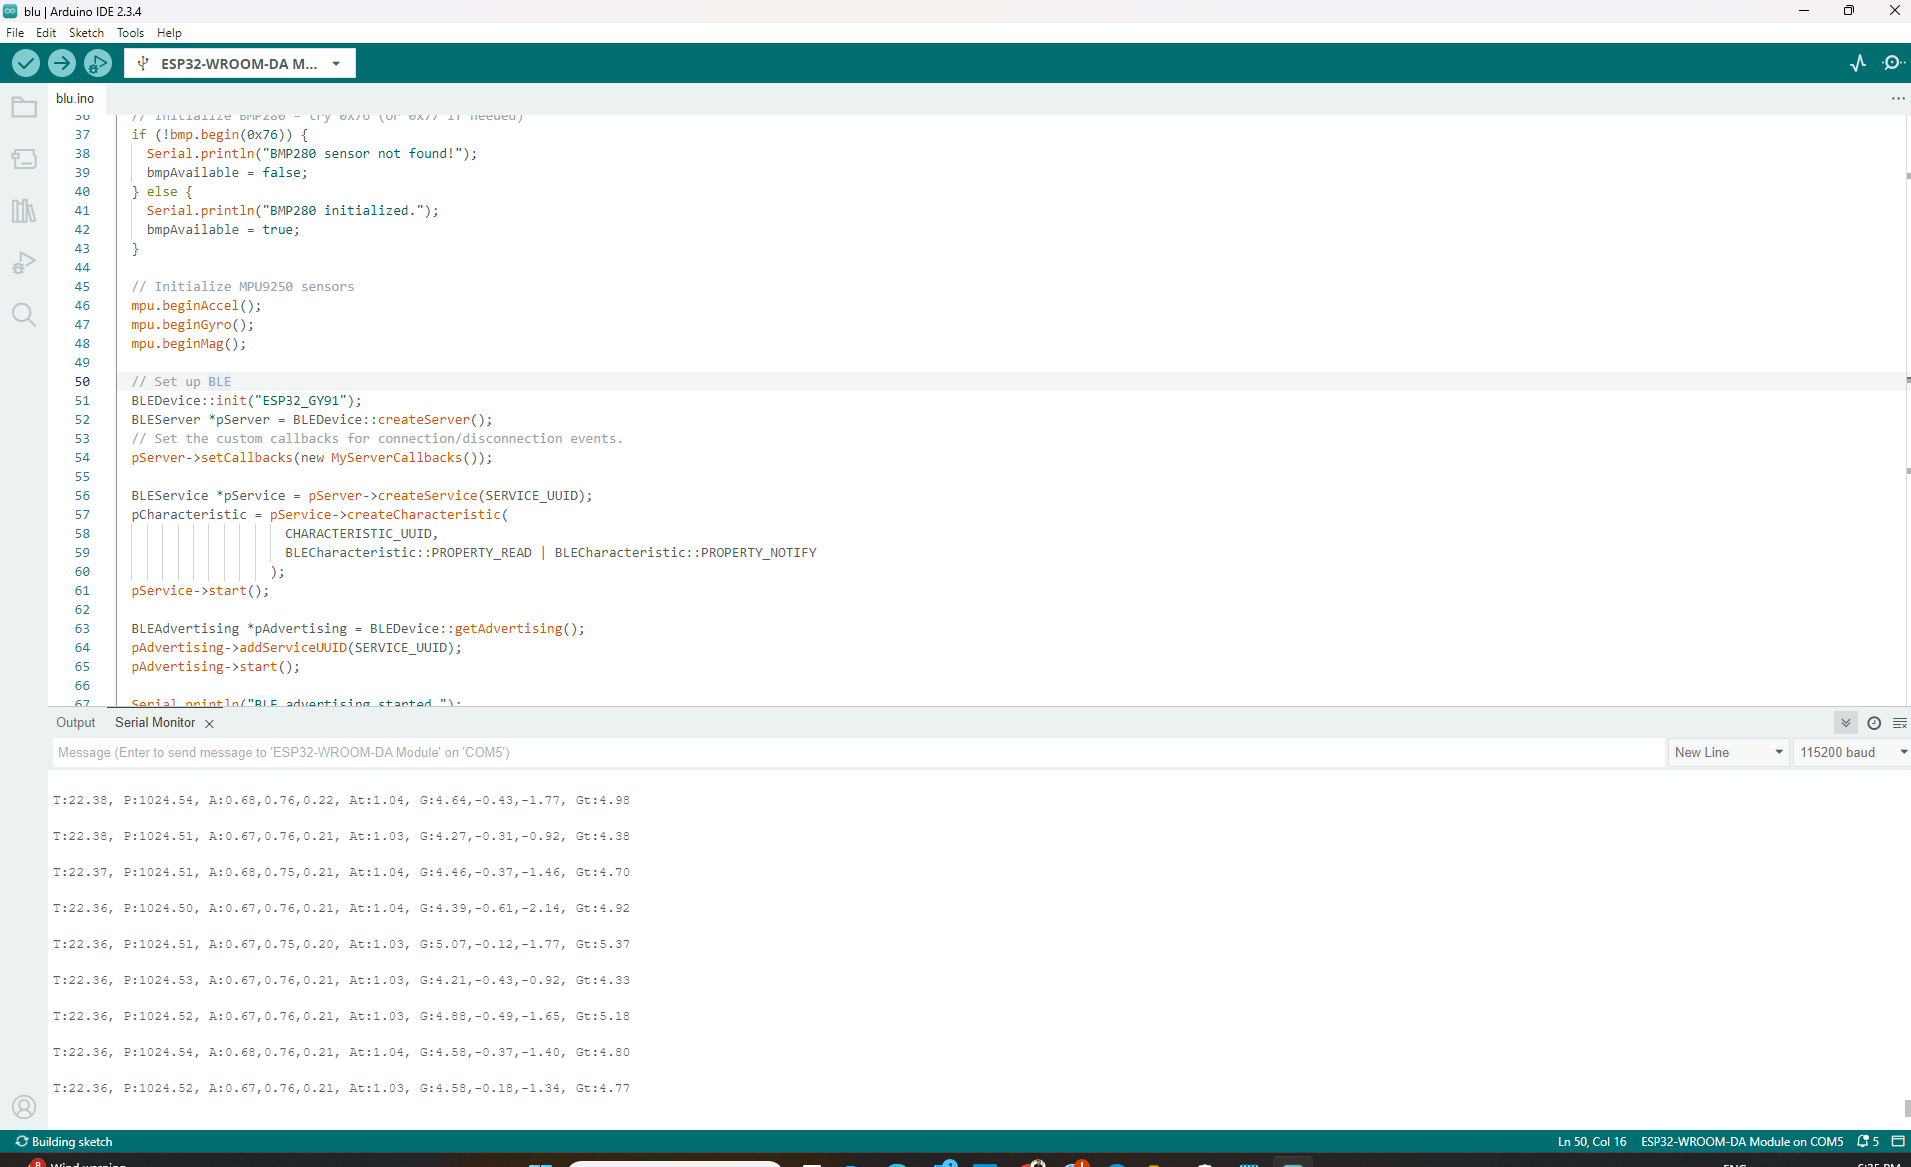 blu | Arduino IDE 2.3.4
File Edit Sketch Tools Help
ESP32-WROOM-DA M...
blu.ino
36 // Initialize BMP280 – try 0x76 (or 0x77 if needed)
37 if (!bmp.begin(0x76)) {
38 Serial.println("BMP280 sensor not found!");
39 bmpAvailable = false;
40 } else {
41 Serial.println("BMP280 initialized.");
42 bmpAvailable = true;
43 }
44
45 // Initialize MPU9250 sensors
46 mpu.beginAccel();
47 mpu.beginGyro();
48 mpu.beginMag();
49
50 // Set up BLE
51 BLEDevice::init("ESP32_GY91");
52 BLEServer *pServer = BLEDevice::createServer();
53 // Set the custom callbacks for connection/disconnection events.
54 pServer->setCallbacks(new MyServerCallbacks());
55
56 BLEService *pService = pServer->createService(SERVICE_UUID);
57 pCharacteristic = pService->createCharacteristic(
58 CHARACTERISTIC_UUID,
59 BLECharacteristic::PROPERTY_READ | BLECharacteristic::PROPERTY_NOTIFY
60 );
61 pService->start();
62
63 BLEAdvertising *pAdvertising = BLEDevice::getAdvertising();
64 pAdvertising->addServiceUUID(SERVICE_UUID);
65 pAdvertising->start();
66
67 Serial.println("BLE advertising started.");
Output Serial Monitor
Message (Enter to send message to 'ESP32-WROOM-DA Module' on 'COM5')
New Line 115200 baud
T:22.38, P:1024.54, A:0.68,0.76,0.22, At:1.04, G:4.64,-0.43,-1.77, Gt:4.98
T:22.38, P:1024.51, A:0.67,0.76,0.21, At:1.03, G:4.27,-0.31,-0.92, Gt:4.38
T:22.37, P:1024.51, A:0.68,0.75,0.21, At:1.04, G:4.46,-0.37,-1.46, Gt:4.70
T:22.36, P:1024.50, A:0.67,0.76,0.21, At:1.04, G:4.39,-0.61,-2.14, Gt:4.92
T:22.36, P:1024.51, A:0.67,0.75,0.20, At:1.03, G:5.07,-0.12,-1.77, Gt:5.37
T:22.36, P:1024.53, A:0.67,0.76,0.21, At:1.03, G:4.21,-0.43,-0.92, Gt:4.33
T:22.36, P:1024.52, A:0.67,0.76,0.21, At:1.03, G:4.88,-0.49,-1.65, Gt:5.18
T:22.36, P:1024.54, A:0.68,0.76,0.21, At:1.04, G:4.58,-0.37,-1.40, Gt:4.80
T:22.36, P:1024.52, A:0.67,0.76,0.21, At:1.03, G:4.58,-0.18,-1.34, Gt:4.77
Building sketch
Ln 50, Col 16 ESP32-WROOM-DA Module on COM5 5
8 Wind warning
ENG